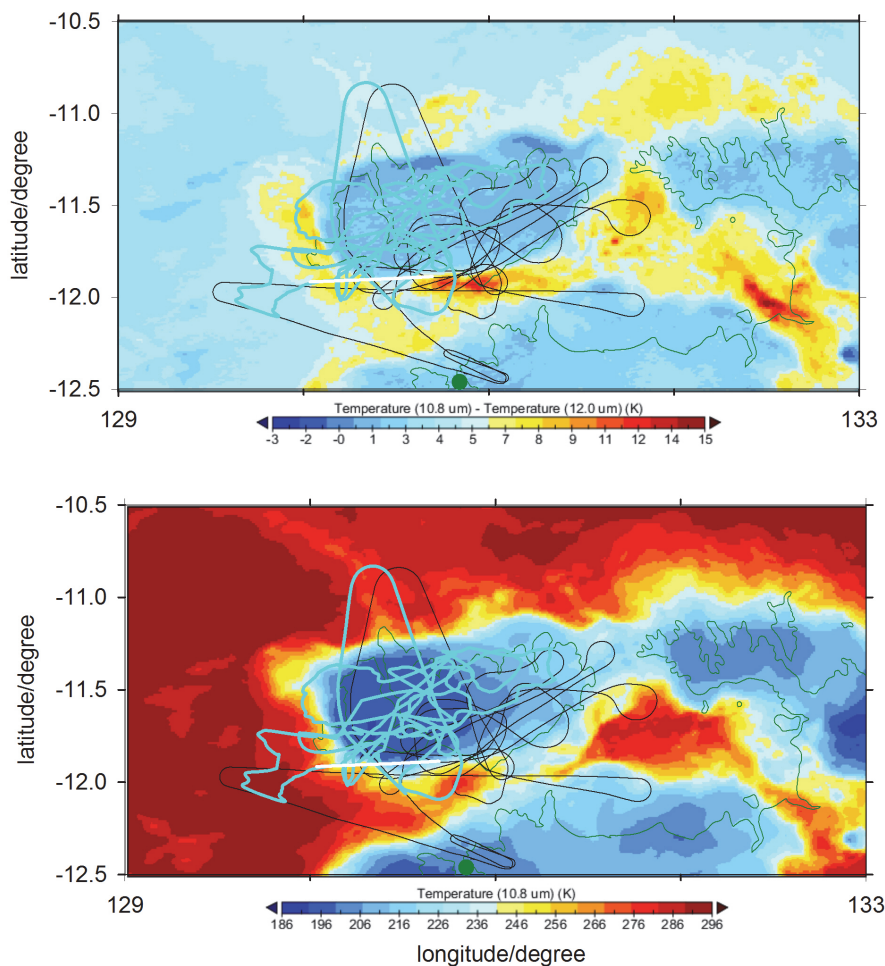 -10.5
-11.0
-11.5
-12.0
-12.5
latitude/degree
129
133
Temperature (10.8 um) - Temperature (12.0 um) (K)
-3 -2 -0 1 3 4 5 7 8 9 11 12 14 15
-10.5
-11.0
-11.5
-12.0
-12.5
latitude/degree
129
133
Temperature (10.8 um) (K)
186 196 206 216 226 236 246 256 266 276 286 296
longitude/degree